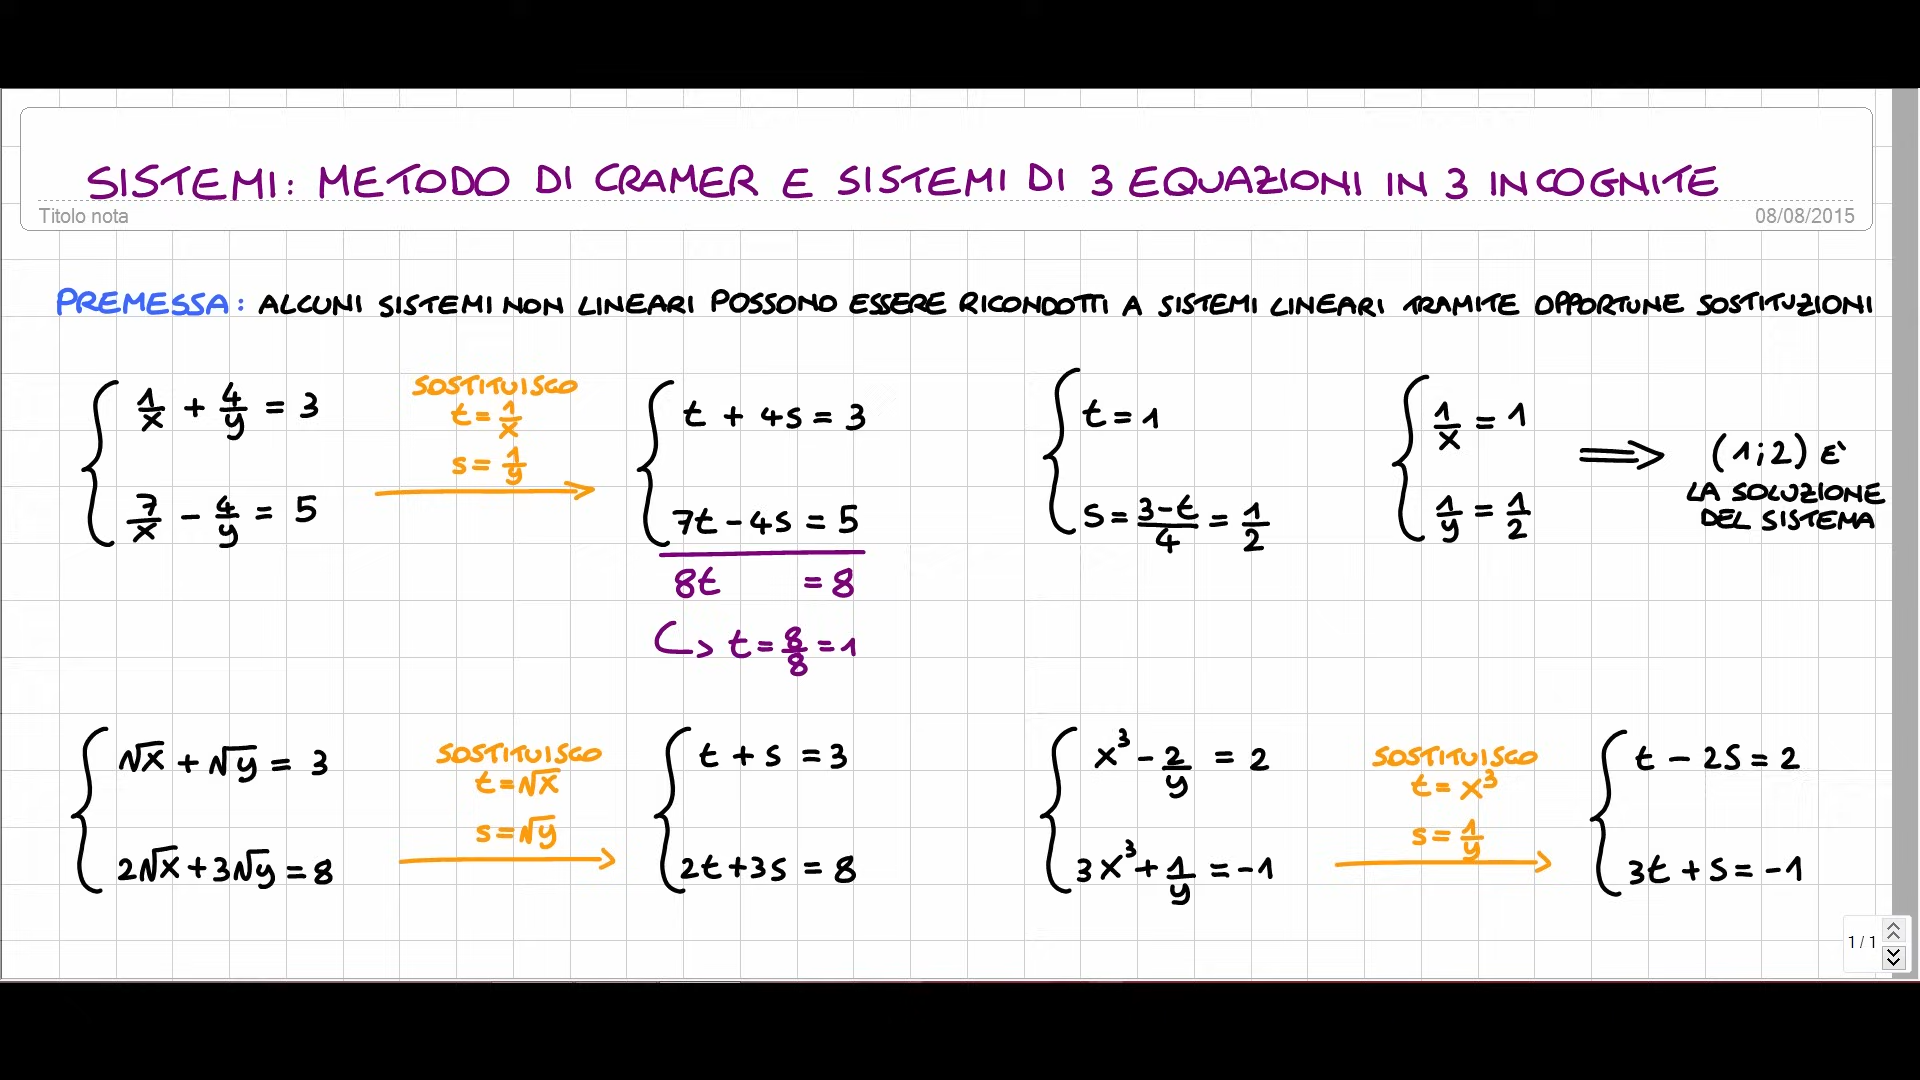 SISTEMI: METODO DI CRAMER E SISTEMI DI 3 EQUAZIONI IN 3 INCOGNITE
Titolo nota
08/08/2015
PREMESSA: ALCUNI SISTEMI NON LINEARI POSSONO ESSERE RICONDOTTI A SISTEMI LINEARI TRAMITE OPPORTUNE SOSTITUZIONI
{ 1/x + 4/y = 3
7/x - 4/y = 5
SOSTITUISCO
t = 1/x
s = 1/y
{ t + 4s = 3
7t - 4s = 5
8t = 8
↪ t = 8/8 = 1
{ t = 1
s = (3-t)/4 = 1/2
{ 1/x = 1
1/y = 1/2
⟹ (1;2) E'
LA SOLUZIONE
DEL SISTEMA
{ √x + √y = 3
2√x + 3√y = 8
SOSTITUISCO
t = √x
s = √y
{ t + s = 3
2t + 3s = 8
{ x³ - 2/y = 2
3x³ + 1/y = -1
SOSTITUISCO
t = x³
s = 1/y
{ t - 2s = 2
3t + s = -1
1 / 1